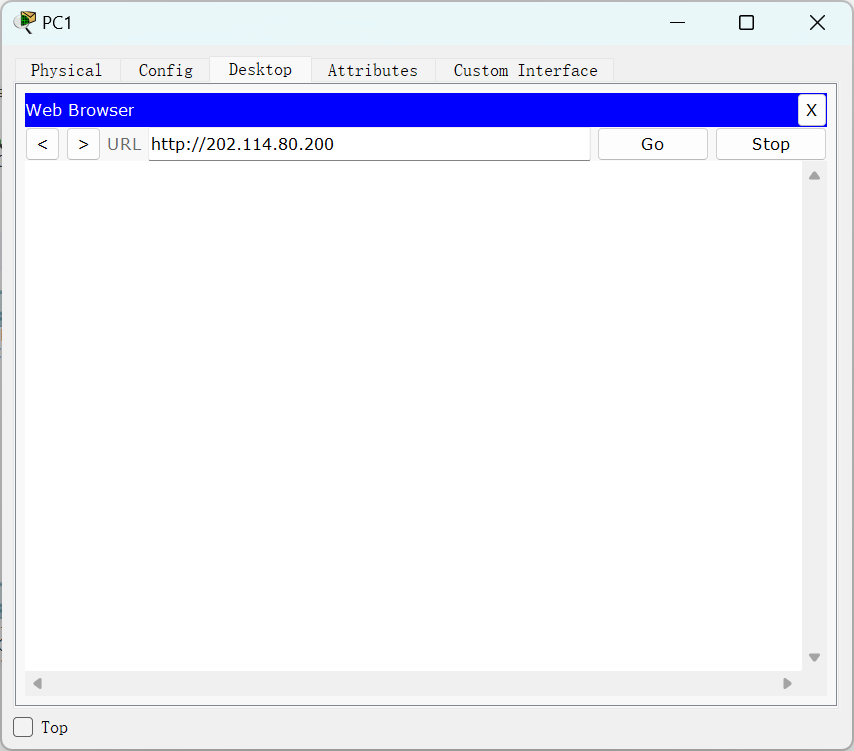 PC1
Physical Config Desktop Attributes Custom Interface
Web Browser X
< > URL http://202.114.80.200 Go Stop
Top